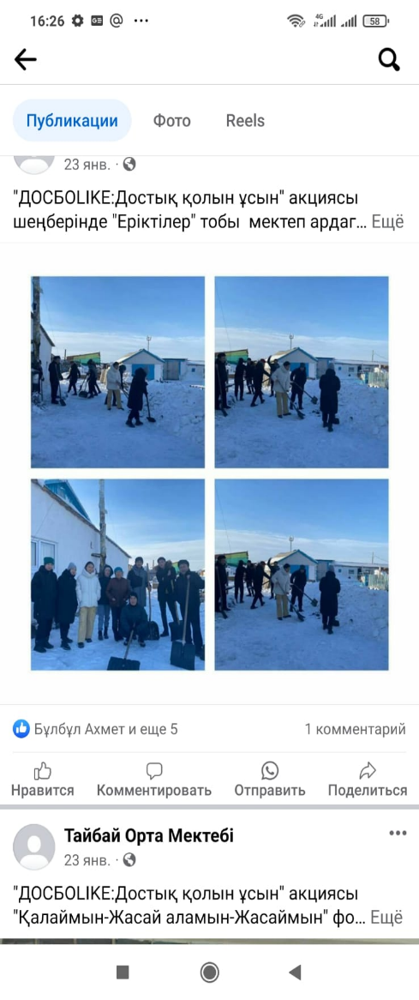 16:26
4G
58
Публикации
Фото
Reels
23 янв.
"ДОСБОLIKE:Достық қолын ұсын" акциясы
шеңберінде "Еріктілер" тобы мектеп ардаг... Ещё
Бұлбұл Ахмет и еще 5
1 комментарий
Нравится
Комментировать
Отправить
Поделиться
Тайбай Орта Мектебі
23 янв.
"ДОСБОLIKE:Достық қолын ұсын" акциясы
"Қалаймын-Жасай аламын-Жасаймын" фо... Ещё